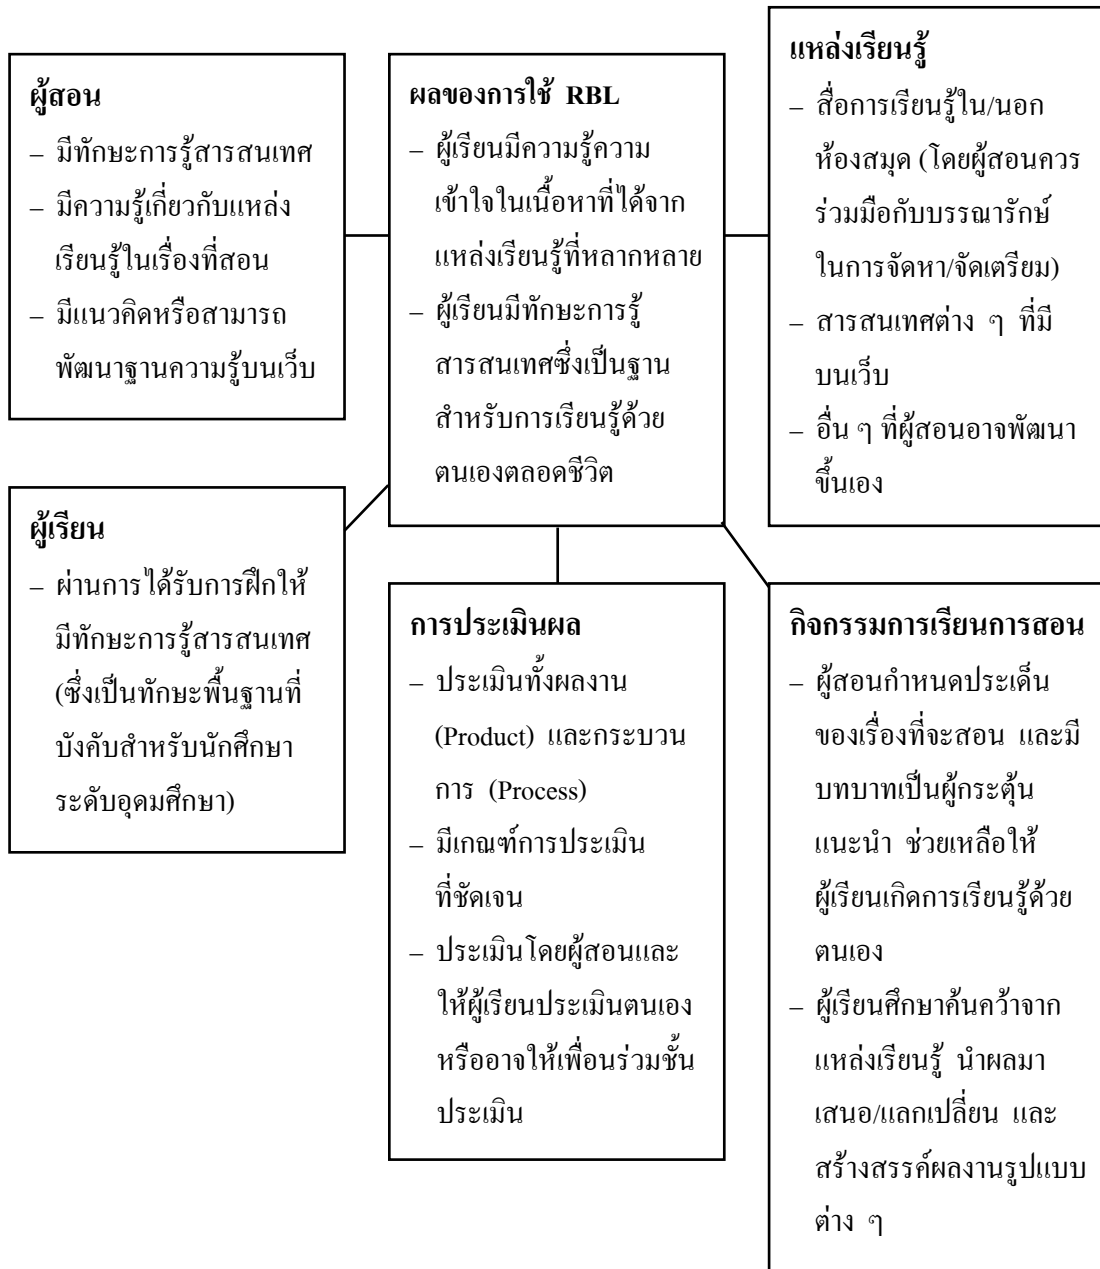 ผู้สอน
– มีทักษะการรู้สารสนเทศ
– มีความรู้เกี่ยวกับแหล่ง
เรียนรู้ในเรื่องที่สอน
– มีแนวคิดหรือสามารถ
พัฒนาฐานความรู้บนเว็บ
ผลของการใช้ RBL
– ผู้เรียนมีความรู้ความ
เข้าใจในเนื้อหาที่ได้จาก
แหล่งเรียนรู้ที่หลากหลาย
– ผู้เรียนมีทักษะการรู้
สารสนเทศซึ่งเป็นฐาน
สำหรับการเรียนรู้ด้วย
ตนเองตลอดชีวิต
แหล่งเรียนรู้
– สื่อการเรียนรู้ใน/นอก
ห้องสมุด (โดยผู้สอนควร
ร่วมมือกับบรรณารักษ์
ในการจัดหา/จัดเตรียม)
– สารสนเทศต่าง ๆ ที่มี
บนเว็บ
– อื่น ๆ ที่ผู้สอนอาจพัฒนา
ขึ้นเอง
ผู้เรียน
– ผ่านการได้รับการฝึกให้
มีทักษะการรู้สารสนเทศ
(ซึ่งเป็นทักษะพื้นฐานที่
บังคับสำหรับนักศึกษา
ระดับอุดมศึกษา)
การประเมินผล
– ประเมินทั้งผลงาน
(Product) และกระบวน
การ (Process)
– มีเกณฑ์การประเมิน
ที่ชัดเจน
– ประเมินโดยผู้สอนและ
ให้ผู้เรียนประเมินตนเอง
หรืออาจให้เพื่อนร่วมชั้น
ประเมิน
กิจกรรมการเรียนการสอน
– ผู้สอนกำหนดประเด็น
ของเรื่องที่จะสอน และมี
บทบาทเป็นผู้กระตุ้น
แนะนำ ช่วยเหลือให้
ผู้เรียนเกิดการเรียนรู้ด้วย
ตนเอง
– ผู้เรียนศึกษาค้นคว้าจาก
แหล่งเรียนรู้ นำผลมา
เสนอ/แลกเปลี่ยน และ
สร้างสรรค์ผลงานรูปแบบ
ต่าง ๆ